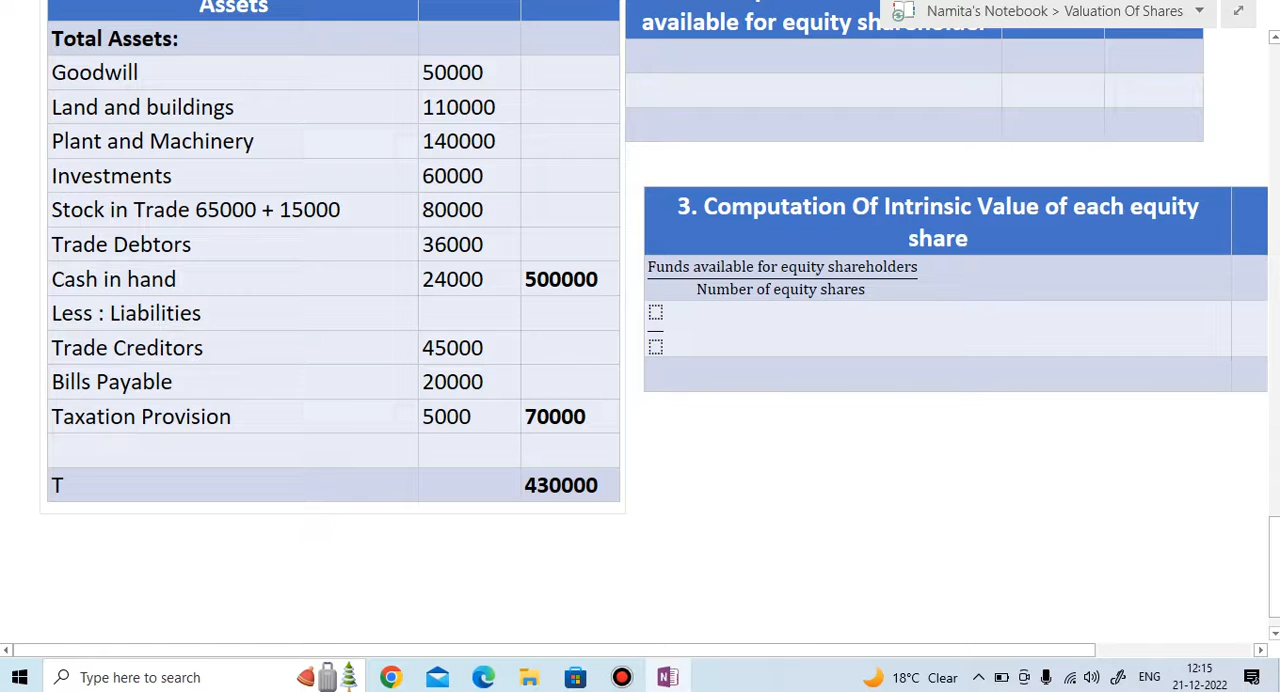 Assets
Total Assets:
Goodwill 50000
Land and buildings 110000
Plant and Machinery 140000
Investments 60000
Stock in Trade 65000 + 15000 80000
Trade Debtors 36000
Cash in hand 24000 500000
Less : Liabilities
Trade Creditors 45000
Bills Payable 20000
Taxation Provision 5000 70000
T 430000
Namita's Notebook > Valuation Of Shares
available for equity shareholder
3. Computation Of Intrinsic Value of each equity
share
Funds available for equity shareholders
Number of equity shares
Type here to search
18°C Clear
ENG
12:15
21-12-2022